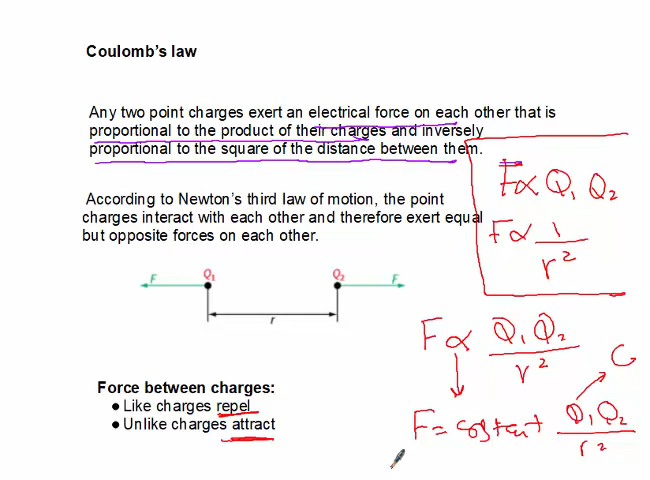 Coulomb's law
Any two point charges exert an electrical force on each other that is
proportional to the product of their charges and inversely
proportional to the square of the distance between them.
F∝ Q₁ Q₂
F∝ 1/r²
According to Newton's third law of motion, the point
charges interact with each other and therefore exert equal
but opposite forces on each other.
F Q₁ Q₂ F
r
F∝ Q₁ Q₂/r²
C
Force between charges:
● Like charges repel
● Unlike charges attract
F= costant Q₁Q₂/r²